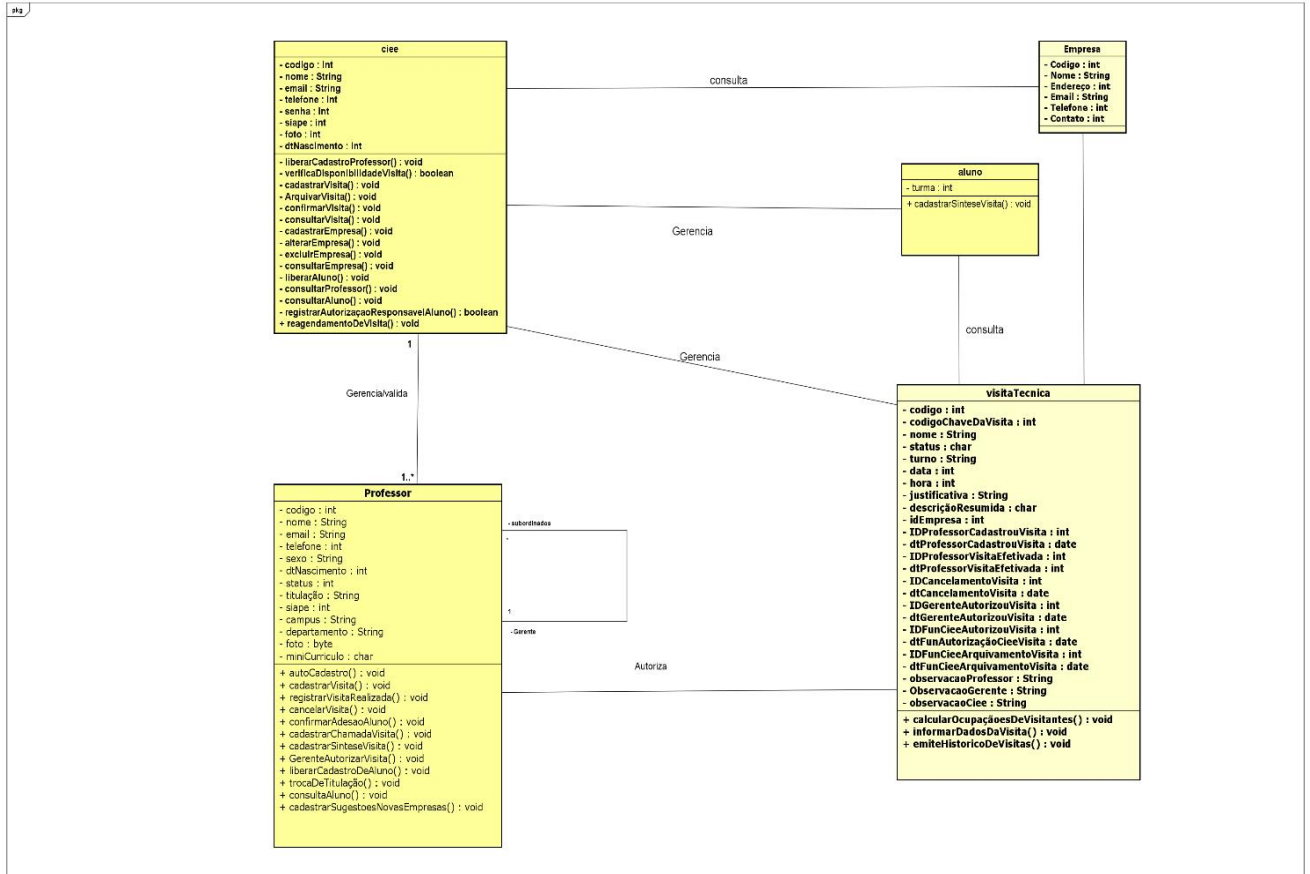 pkg
ciee
- codigo : int
- nome : String
- email : String
- telefone : int
- senha : int
- siape : int
- foto : int
- dtNascimento : int
- liberarCadastroProfessor() : void
- verificaDisponibilidadeVisita() : boolean
- cadastrarVisita() : void
- ArquivarVisita() : void
- confirmarVisita() : void
- consultarVisita() : void
- cadastrarEmpresa() : void
- alterarEmpresa() : void
- excluirEmpresa() : void
- consultarEmpresa() : void
- liberarAluno() : void
- consultarProfessor() : void
- consultarAluno() : void
- registrarAutorizaçaoResponsavelAluno() : boolean
+ reagendamentoDeVisita() : void
consulta
Empresa
- Codigo : int
- Nome : String
- Endereço : int
- Email : String
- Telefone : int
- Contato : int
aluno
- turma : int
+ cadastrarSinteseVisita() : void
Gerencia
consulta
Gerencia
1
Gerencia/valida
1..*
Professor
- codigo : int
- nome : String
- email : String
- telefone : int
- sexo : String
- dtNascimento : int
- status : int
- titulação : String
- siape : int
- campus : String
- departamento : String
- foto : byte
- miniCurriculo : char
+ autoCadastro() : void
+ cadastrarVisita() : void
+ registrarVisitaRealizada() : void
+ cancelarVisita() : void
+ confirmarAdesaoAluno() : void
+ cadastrarChamadaVisita() : void
+ cadastrarSinteseVisita() : void
+ GerenteAutorizarVisita() : void
+ liberarCadastroDeAluno() : void
+ trocaDeTitulação() : void
+ consultaAluno() : void
+ cadastrarSugestoesNovasEmpresas() : void
- subordinados
1
- Gerente
Autoriza
visitaTecnica
- codigo : int
- codigoChaveDaVisita : int
- nome : String
- status : char
- turno : String
- data : int
- hora : int
- justificativa : String
- descriçãoResumida : char
- idEmpresa : int
- IDProfessorCadastrouVisita : int
- dtProfessorCadastrouVisita : date
- IDProfessorVisitaEfetivada : int
- dtProfessorVisitaEfetivada : int
- IDCancelamentoVisita : int
- dtCancelamentoVisita : date
- IDGerenteAutorizouVisita : int
- dtGerenteAutorizouVisita : date
- IDFunCieeAutorizouVisita : int
- dtFunAutorizaçãoCieeVisita : date
- IDFunCieeArquivamentoVisita : int
- dtFunCieeArquivamentoVisita : date
- observacaoProfessor : String
- ObservacaoGerente : String
- observacaoCiee : String
+ calcularOcupaçãoesDeVisitantes() : void
+ informarDadosDaVisita() : void
+ emiteHistoricoDeVisitas() : void